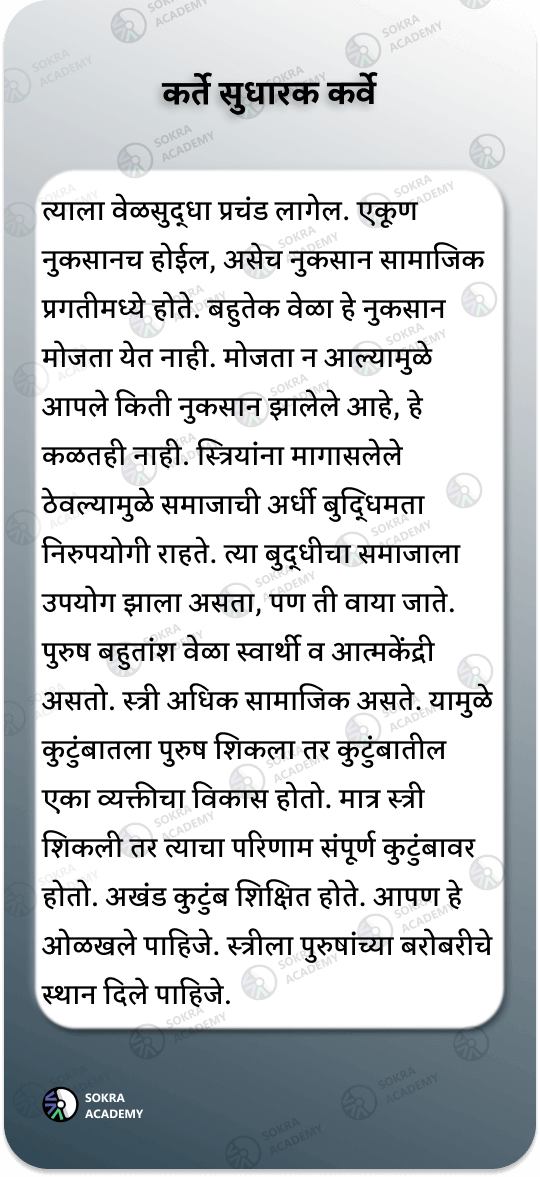 कर्ते सुधारक कर्वे
त्याला वेळसुद्धा प्रचंड लागेल. एकूण
नुकसानच होईल, असेच नुकसान सामाजिक
प्रगतीमध्ये होते. बहुतेक वेळा हे नुकसान
मोजता येत नाही. मोजता न आल्यामुळे
आपले किती नुकसान झालेले आहे, हे
कळतही नाही. स्त्रियांना मागासलेले
ठेवल्यामुळे समाजाची अर्धी बुद्धिमता
निरुपयोगी राहते. त्या बुद्धीचा समाजाला
उपयोग झाला असता, पण ती वाया जाते.
पुरुष बहुतांश वेळा स्वार्थी व आत्मकेंद्री
असतो. स्त्री अधिक सामाजिक असते. यामुळे
कुटुंबातला पुरुष शिकला तर कुटुंबातील
एका व्यक्तीचा विकास होतो. मात्र स्त्री
शिकली तर त्याचा परिणाम संपूर्ण कुटुंबावर
होतो. अखंड कुटुंब शिक्षित होते. आपण हे
ओळखले पाहिजे. स्त्रीला पुरुषांच्या बरोबरीचे
स्थान दिले पाहिजे.
SOKRA
ACADEMY